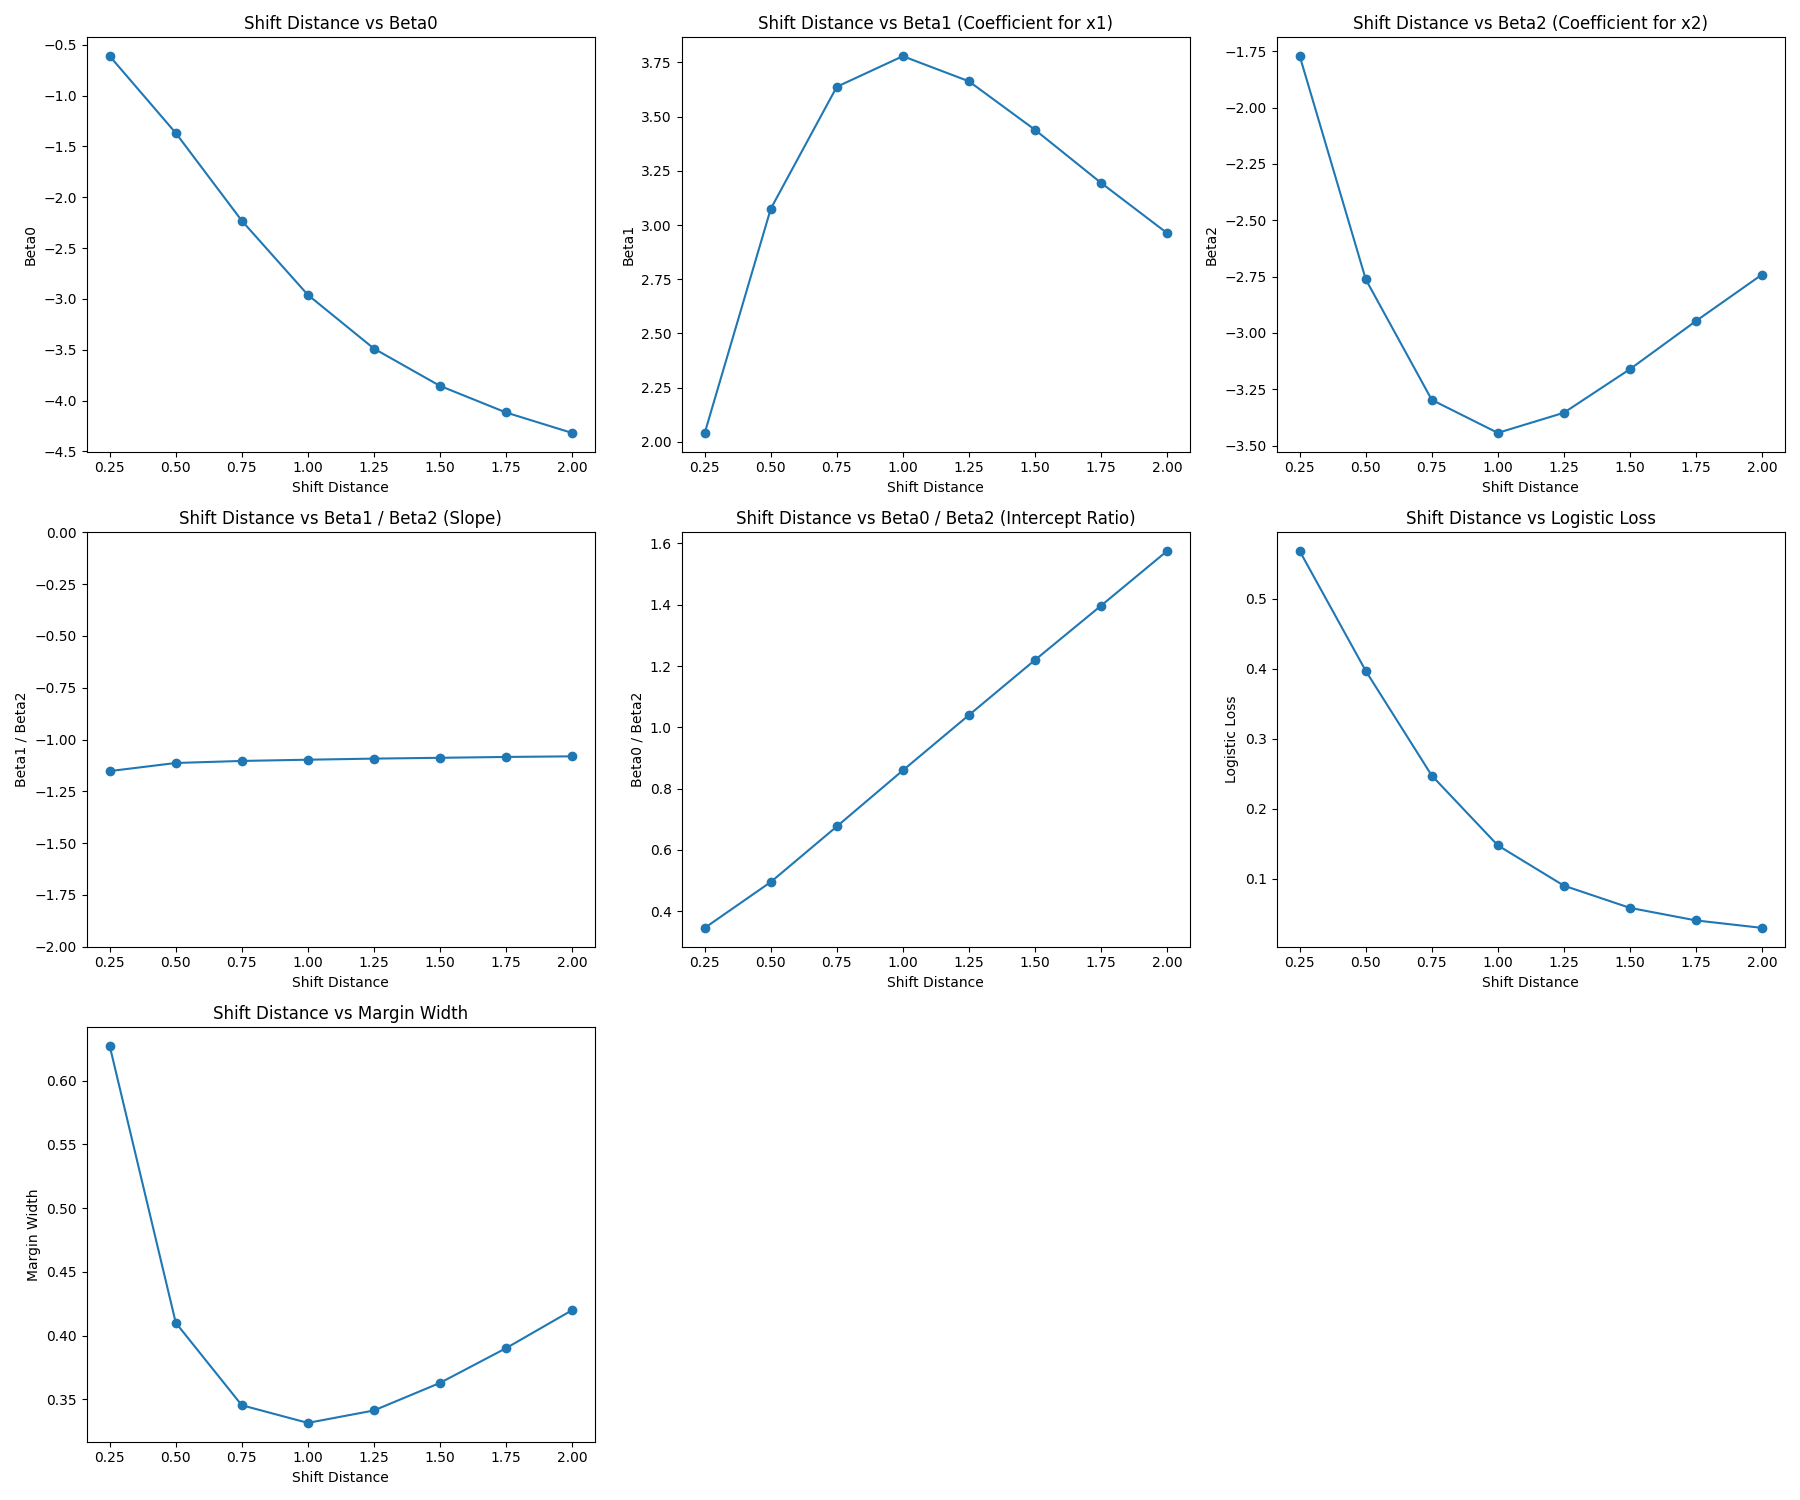 Shift Distance vs Beta0
Beta0
−0.5
−1.0
−1.5
−2.0
−2.5
−3.0
−3.5
−4.0
−4.5
0.25 0.50 0.75 1.00 1.25 1.50 1.75 2.00
Shift Distance
Shift Distance vs Beta1 (Coefficient for x1)
Beta1
3.75
3.50
3.25
3.00
2.75
2.50
2.25
2.00
0.25 0.50 0.75 1.00 1.25 1.50 1.75 2.00
Shift Distance
Shift Distance vs Beta2 (Coefficient for x2)
Beta2
−1.75
−2.00
−2.25
−2.50
−2.75
−3.00
−3.25
−3.50
0.25 0.50 0.75 1.00 1.25 1.50 1.75 2.00
Shift Distance
Shift Distance vs Beta1 / Beta2 (Slope)
Beta1 / Beta2
0.00
−0.25
−0.50
−0.75
−1.00
−1.25
−1.50
−1.75
−2.00
0.25 0.50 0.75 1.00 1.25 1.50 1.75 2.00
Shift Distance
Shift Distance vs Beta0 / Beta2 (Intercept Ratio)
Beta0 / Beta2
1.6
1.4
1.2
1.0
0.8
0.6
0.4
0.25 0.50 0.75 1.00 1.25 1.50 1.75 2.00
Shift Distance
Shift Distance vs Logistic Loss
Logistic Loss
0.5
0.4
0.3
0.2
0.1
0.25 0.50 0.75 1.00 1.25 1.50 1.75 2.00
Shift Distance
Shift Distance vs Margin Width
Margin Width
0.60
0.55
0.50
0.45
0.40
0.35
0.25 0.50 0.75 1.00 1.25 1.50 1.75 2.00
Shift Distance